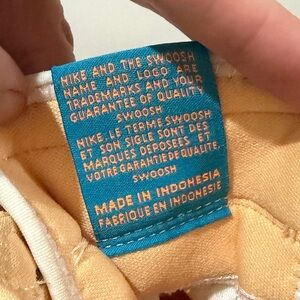 NIKE AND THE SWOOSH
NAME AND LOGO ARE
TRADEMARKS AND YOUR
GUARANTEE OF QUALITY
SWOOSH
NIKE, LE TERME SWOOSH
ET SON SIGLE SONT DES
MARQUES DEPOSEES ET
VOTRE GARANTIE DE QUALITE.
SWOOSH
MADE IN INDONESIA
FABRIQUE EN INDONESIE